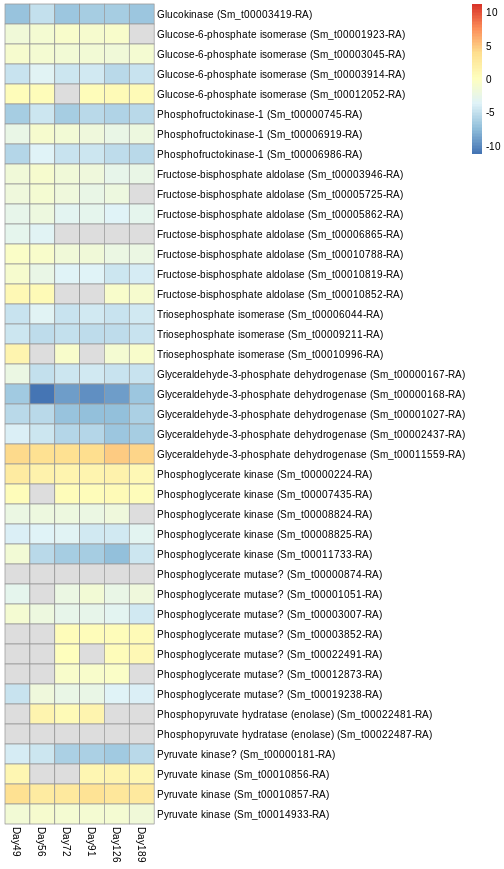 Glucokinase (Sm_t00003419-RA)
Glucose-6-phosphate isomerase (Sm_t00001923-RA)
Glucose-6-phosphate isomerase (Sm_t00003045-RA)
Glucose-6-phosphate isomerase (Sm_t00003914-RA)
Glucose-6-phosphate isomerase (Sm_t00012052-RA)
Phosphofructokinase-1 (Sm_t00000745-RA)
Phosphofructokinase-1 (Sm_t00006919-RA)
Phosphofructokinase-1 (Sm_t00006986-RA)
Fructose-bisphosphate aldolase (Sm_t00003946-RA)
Fructose-bisphosphate aldolase (Sm_t00005725-RA)
Fructose-bisphosphate aldolase (Sm_t00005862-RA)
Fructose-bisphosphate aldolase (Sm_t00006865-RA)
Fructose-bisphosphate aldolase (Sm_t00010788-RA)
Fructose-bisphosphate aldolase (Sm_t00010819-RA)
Fructose-bisphosphate aldolase (Sm_t00010852-RA)
Triosephosphate isomerase (Sm_t00006044-RA)
Triosephosphate isomerase (Sm_t00009211-RA)
Triosephosphate isomerase (Sm_t00010996-RA)
Glyceraldehyde-3-phosphate dehydrogenase (Sm_t00000167-RA)
Glyceraldehyde-3-phosphate dehydrogenase (Sm_t00000168-RA)
Glyceraldehyde-3-phosphate dehydrogenase (Sm_t00001027-RA)
Glyceraldehyde-3-phosphate dehydrogenase (Sm_t00002437-RA)
Glyceraldehyde-3-phosphate dehydrogenase (Sm_t00011559-RA)
Phosphoglycerate kinase (Sm_t00000224-RA)
Phosphoglycerate kinase (Sm_t00007435-RA)
Phosphoglycerate kinase (Sm_t00008824-RA)
Phosphoglycerate kinase (Sm_t00008825-RA)
Phosphoglycerate kinase (Sm_t00011733-RA)
Phosphoglycerate mutase? (Sm_t00000874-RA)
Phosphoglycerate mutase? (Sm_t00001051-RA)
Phosphoglycerate mutase? (Sm_t00003007-RA)
Phosphoglycerate mutase? (Sm_t00003852-RA)
Phosphoglycerate mutase? (Sm_t00022491-RA)
Phosphoglycerate mutase? (Sm_t00012873-RA)
Phosphoglycerate mutase? (Sm_t00019238-RA)
Phosphopyruvate hydratase (enolase) (Sm_t00022481-RA)
Phosphopyruvate hydratase (enolase) (Sm_t00022487-RA)
Pyruvate kinase? (Sm_t00000181-RA)
Pyruvate kinase (Sm_t00010856-RA)
Pyruvate kinase (Sm_t00010857-RA)
Pyruvate kinase (Sm_t00014933-RA)
Day49
Day56
Day72
Day91
Day126
Day189
10
5
0
-5
-10